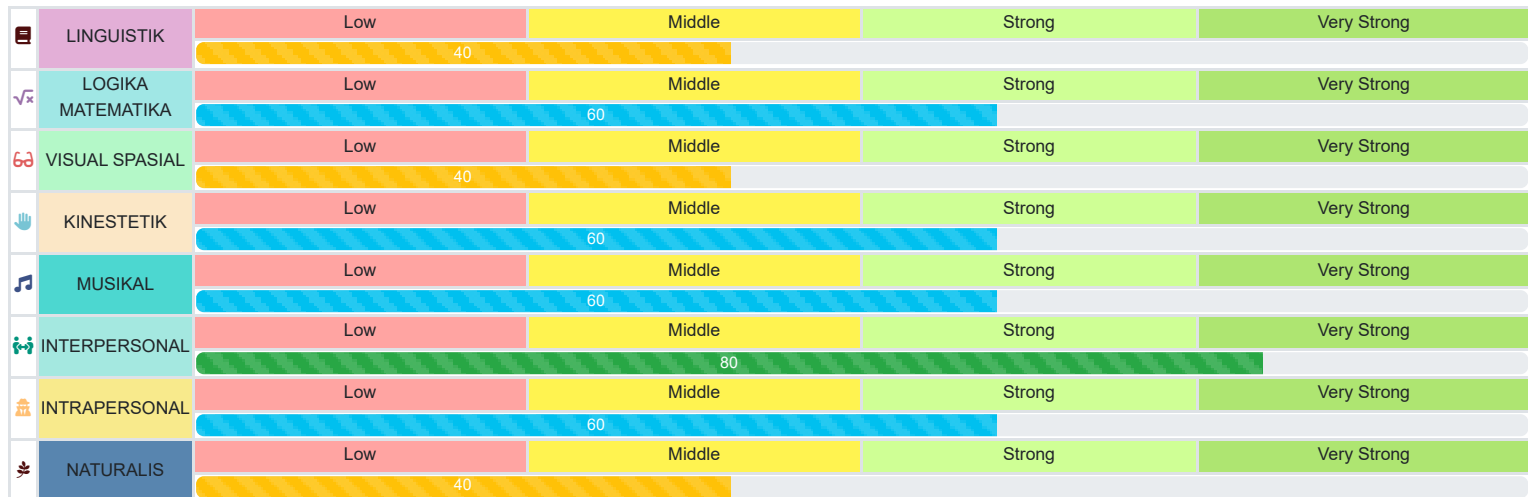 LINGUISTIK
Low Middle Strong Very Strong
40
LOGIKA
MATEMATIKA
Low Middle Strong Very Strong
60
VISUAL SPASIAL
Low Middle Strong Very Strong
40
KINESTETIK
Low Middle Strong Very Strong
60
MUSIKAL
Low Middle Strong Very Strong
60
INTERPERSONAL
Low Middle Strong Very Strong
80
INTRAPERSONAL
Low Middle Strong Very Strong
60
NATURALIS
Low Middle Strong Very Strong
40